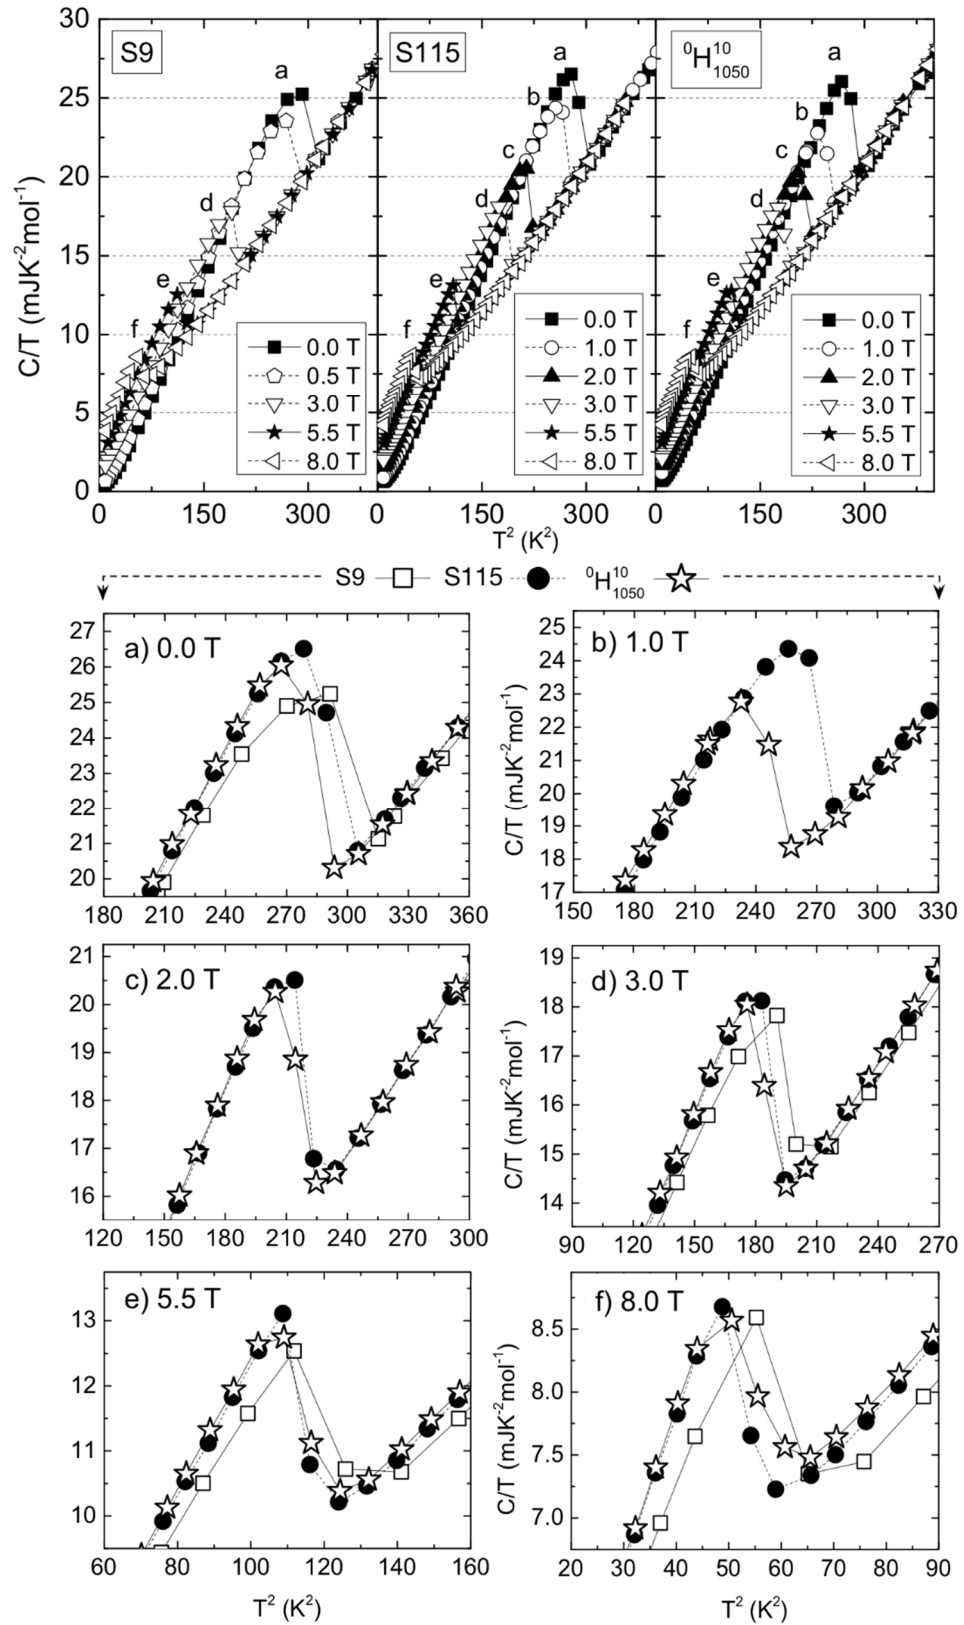 S9
S115
⁰H¹⁰₁₀₅₀
C/T (mJK⁻²mol⁻¹)
30
25
20
15
10
5
0
a
d
e
f
0.0 T
0.5 T
3.0 T
5.5 T
8.0 T
a
b
c
d
e
f
0.0 T
1.0 T
2.0 T
3.0 T
5.5 T
8.0 T
a
b
c
d
e
f
0.0 T
1.0 T
2.0 T
3.0 T
5.5 T
8.0 T
0 150 300 0 150 300 0 150 300
T² (K²)
S9 S115 ⁰H¹⁰₁₀₅₀
a) 0.0 T
27
26
25
24
23
22
21
20
180 210 240 270 300 330 360
b) 1.0 T
C/T (mJK⁻²mol⁻¹)
25
24
23
22
21
20
19
18
17
150 180 210 240 270 300 330
c) 2.0 T
21
20
19
18
17
16
120 150 180 210 240 270 300
d) 3.0 T
C/T (mJK⁻²mol⁻¹)
19
18
17
16
15
14
90 120 150 180 210 240 270
e) 5.5 T
13
12
11
10
60 80 100 120 140 160
T² (K²)
f) 8.0 T
C/T (mJK⁻²mol⁻¹)
8.5
8.0
7.5
7.0
20 30 40 50 60 70 80 90
T² (K²)